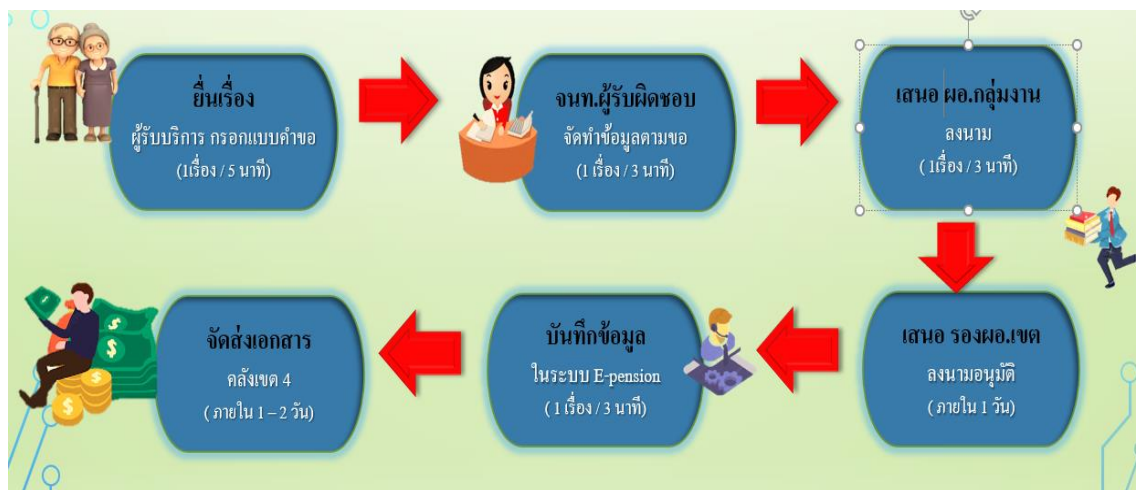 ยื่นเรื่อง
ผู้รับบริการ กรอกแบบคำขอ
(1เรื่อง / 5 นาที)
จนท.ผู้รับผิดชอบ
จัดทำข้อมูลตามขอ
(1 เรื่อง / 3 นาที)
เสนอ ผอ.กลุ่มงาน
ลงนาม
( 1เรื่อง / 3 นาที)
เสนอ รองผอ.เขต
ลงนามอนุมัติ
( ภายใน 1 วัน)
บันทึกข้อมูล
ในระบบ E-pension
( 1 เรื่อง / 3 นาที)
จัดส่งเอกสาร
คลังเขต 4
( ภายใน 1 – 2 วัน)